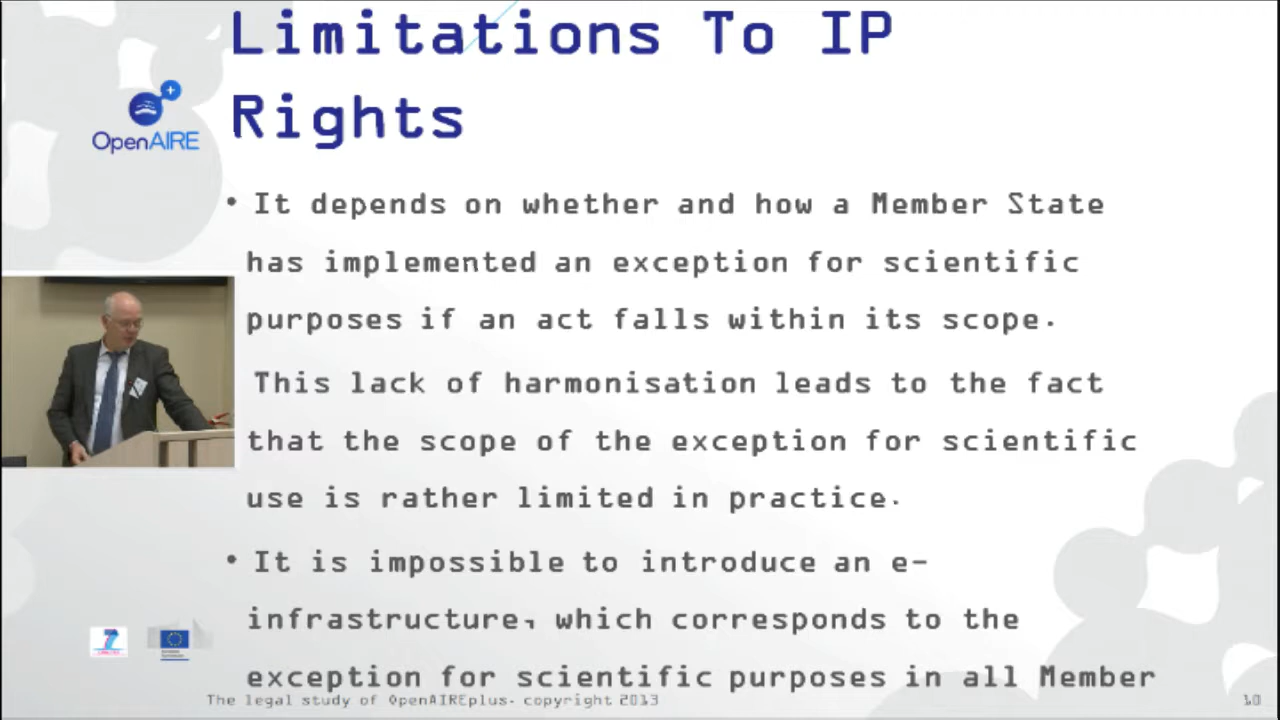 Limitations To IP
Rights
OpenAIRE
• It depends on whether and how a Member State
has implemented an exception for scientific
purposes if an act falls within its scope.
This lack of harmonisation leads to the fact
that the scope of the exception for scientific
use is rather limited in practice.
• It is impossible to introduce an e-
infrastructure, which corresponds to the
exception for scientific purposes in all Member
The legal study of OpenAIREplus. copyright 2013
10